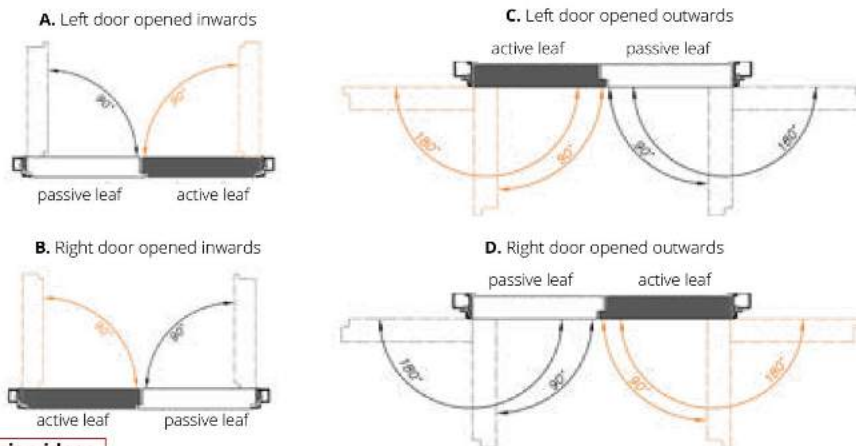 A. Left door opened inwards
90°
90°
passive leaf
active leaf
B. Right door opened inwards
90°
90°
active leaf
passive leaf
C. Left door opened outwards
active leaf
passive leaf
180°
90°
90°
180°
D. Right door opened outwards
passive leaf
active leaf
180°
90°
90°
180°